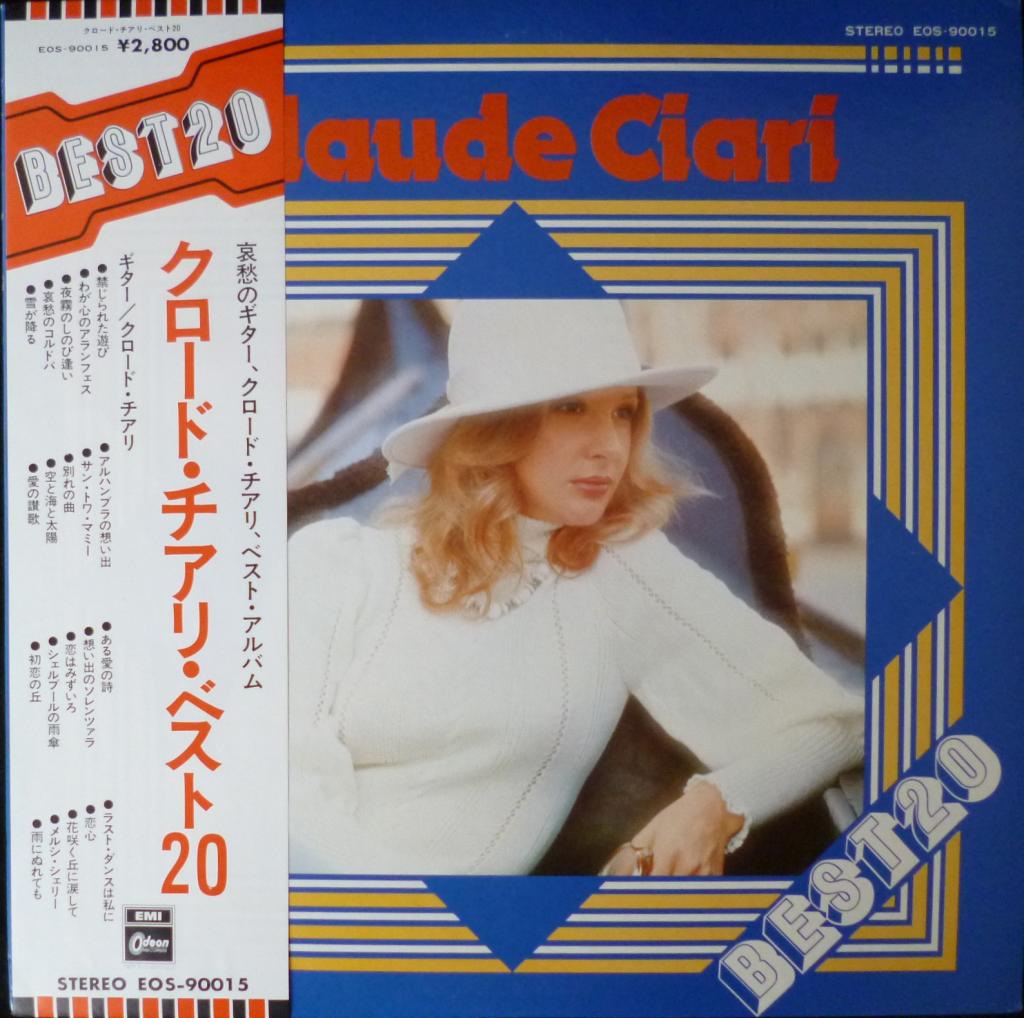 クロード・チアリ・ベスト20
EOS-90015 ¥2,800
BEST20
哀愁のギター、クロード・チアリ、ベスト・アルバム
クロード・チアリ・ベスト20
ギター/クロード・チアリ
●禁じられた遊び
●わが心のアランフェス
●夜霧のしのび逢い
●哀愁のコルドバ
●雪が降る
●アルハンブラの想い出
●サン・トワ・マミー
●別れの曲
●空と海と太陽
●愛の讃歌
●ある愛の詩
●想い出のソレンツァラ
●恋はみずいろ
●シェルブールの雨傘
●初恋の丘
●ラスト・ダンスは私に
●恋心
●花咲く丘に涙して
●メルシ・シェリー
●雨にぬれても
EMI
Odeon
STEREO EOS-90015
STEREO EOS-90015
laude Ciari
BEST20